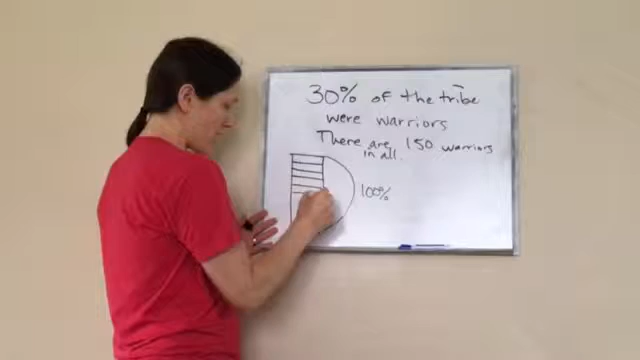 30% of the tribe
were warriors
There are 150 warriors
in all.
100%